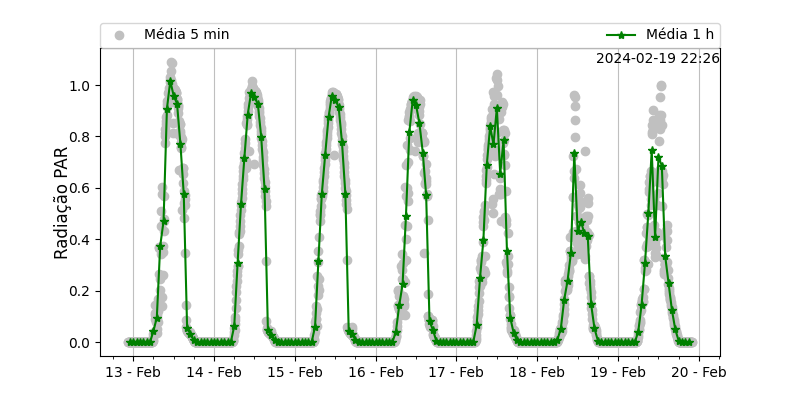 Média 5 min
Média 1 h
2024-02-19 22:26
Radiação PAR
1.0
0.8
0.6
0.4
0.2
0.0
13 - Feb
14 - Feb
15 - Feb
16 - Feb
17 - Feb
18 - Feb
19 - Feb
20 - Feb